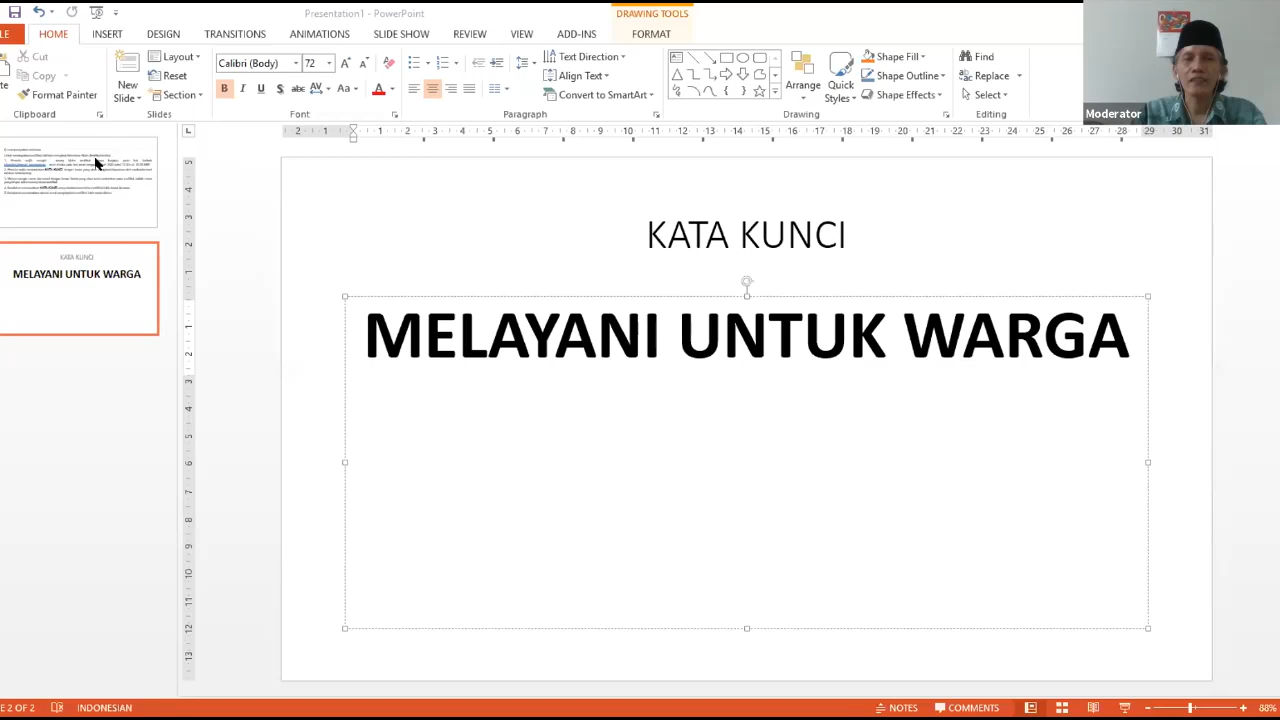 Presentation1 - PowerPoint
DRAWING TOOLS
HOME
INSERT
DESIGN
TRANSITIONS
ANIMATIONS
SLIDE SHOW
REVIEW
VIEW
ADD-INS
FORMAT
Cut
Copy
Format Painter
Clipboard
New
Slide
Layout
Reset
Section
Slides
Calibri (Body)
72
B I U S abc AV Aa A
Font
Text Direction
Align Text
Convert to SmartArt
Paragraph
Arrange
Quick
Styles
Shape Fill
Shape Outline
Shape Effects
Drawing
Find
Replace
Select
Editing
Moderator
KATA KUNCI
MELAYANI UNTUK WARGA
KATA KUNCI
MELAYANI UNTUK WARGA
E 2 OF 2
INDONESIAN
NOTES
COMMENTS
88%